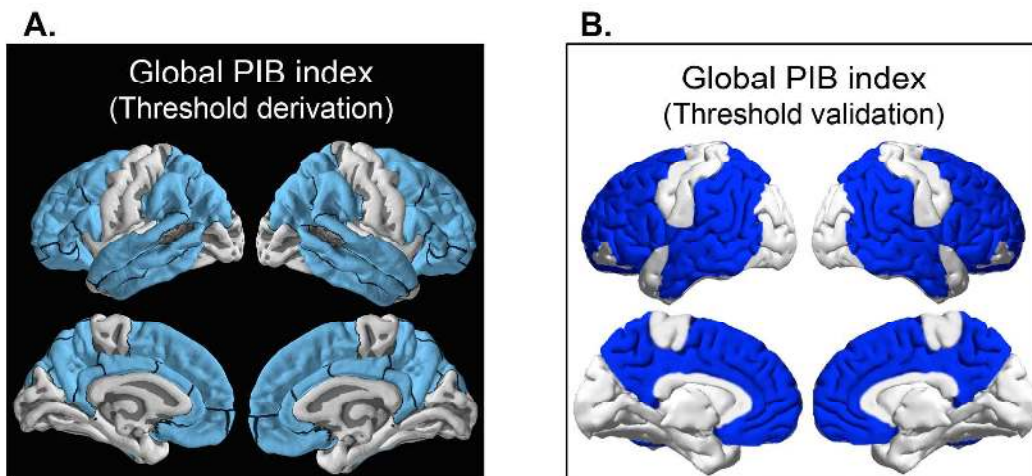 A.
Global PIB index
(Threshold derivation)
B.
Global PIB index
(Threshold validation)